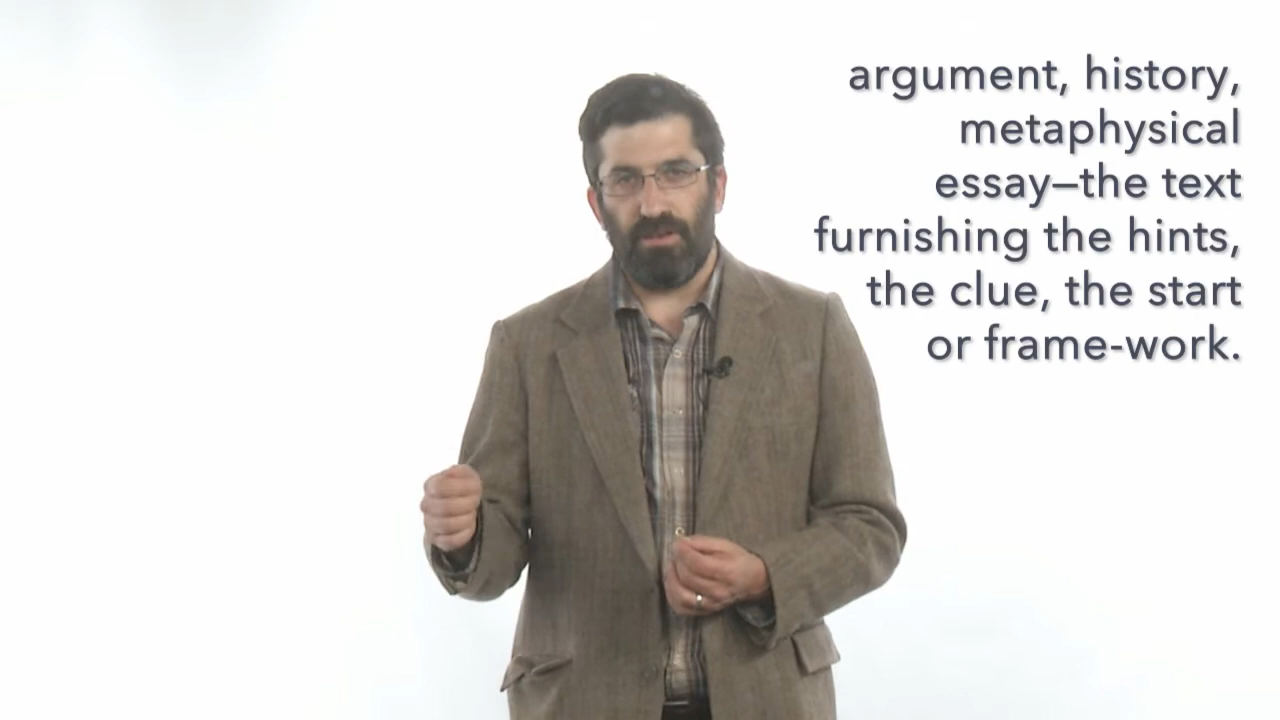 argument, history,
metaphysical
essay—the text
furnishing the hints,
the clue, the start
or frame-work.